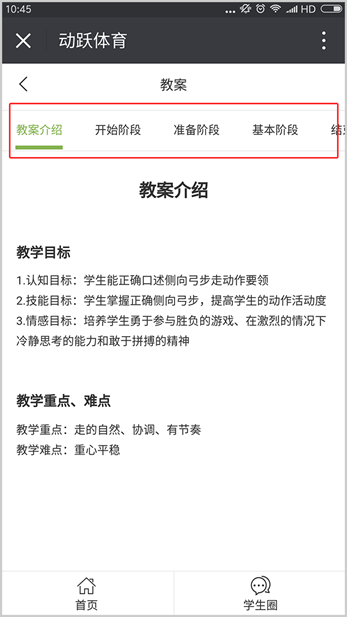 10:45
HD
动跃体育
教案
教案介绍 开始阶段 准备阶段 基本阶段 结
教案介绍
教学目标
1.认知目标：学生能正确口述侧向弓步走动作要领
2.技能目标：学生掌握正确侧向弓步，提高学生的动作活动度
3.情感目标：培养学生勇于参与胜负的游戏、在激烈的情况下
冷静思考的能力和敢于拼搏的精神
教学重点、难点
教学重点：走的自然、协调、有节奏
教学难点：重心平稳
首页 学生圈